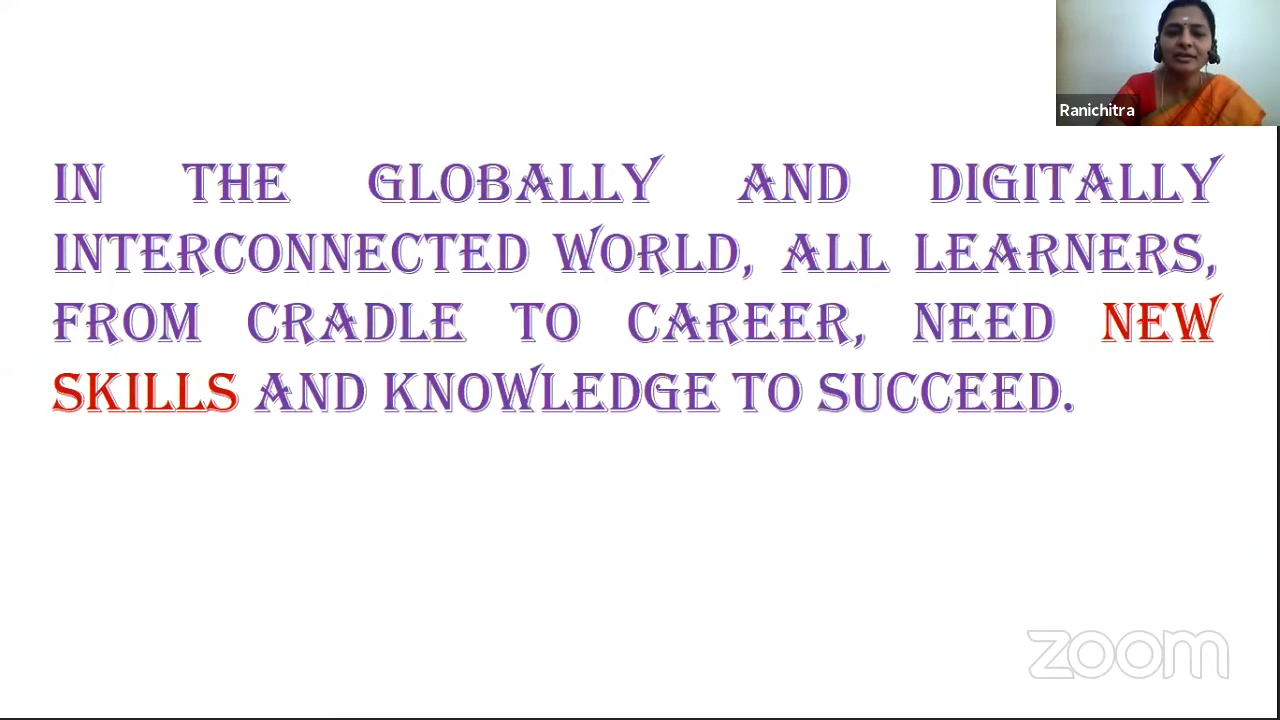 Ranichitra
IN THE GLOBALLY AND DIGITALLY
INTERCONNECTED WORLD, ALL LEARNERS,
FROM CRADLE TO CAREER, NEED NEW
SKILLS AND KNOWLEDGE TO SUCCEED.
zoom